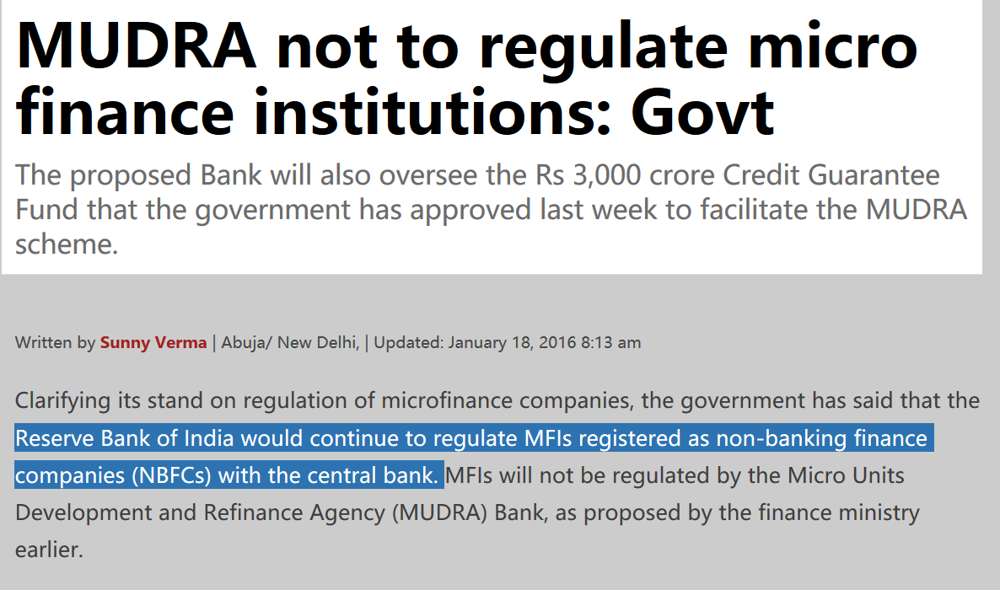 MUDRA not to regulate micro
finance institutions: Govt
The proposed Bank will also oversee the Rs 3,000 crore Credit Guarantee
Fund that the government has approved last week to facilitate the MUDRA
scheme.
Written by Sunny Verma | Abuja/ New Delhi, | Updated: January 18, 2016 8:13 am
Clarifying its stand on regulation of microfinance companies, the government has said that the
Reserve Bank of India would continue to regulate MFIs registered as non-banking finance
companies (NBFCs) with the central bank. MFIs will not be regulated by the Micro Units
Development and Refinance Agency (MUDRA) Bank, as proposed by the finance ministry
earlier.